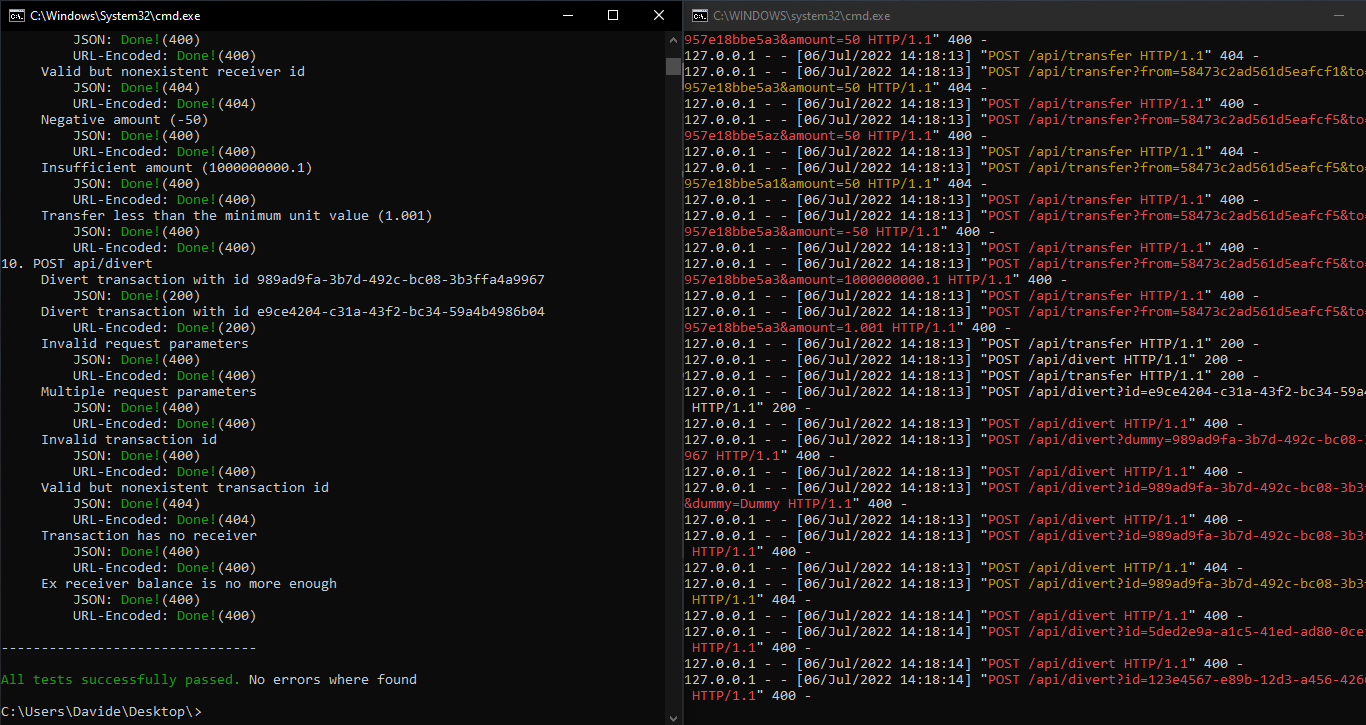 C:\Windows\System32\cmd.exe
JSON: Done!(400)
URL-Encoded: Done!(400)
Valid but nonexistent receiver id
JSON: Done!(404)
URL-Encoded: Done!(404)
Negative amount (-50)
JSON: Done!(400)
URL-Encoded: Done!(400)
Insufficient amount (1000000000.1)
JSON: Done!(400)
URL-Encoded: Done!(400)
Transfer less than the minimum unit value (1.001)
JSON: Done!(400)
URL-Encoded: Done!(400)
10. POST api/divert
Divert transaction with id 989ad9fa-3b7d-492c-bc08-3b3ffa4a9967
JSON: Done!(200)
Divert transaction with id e9ce4204-c31a-43f2-bc34-59a4b4986b04
URL-Encoded: Done!(200)
Invalid request parameters
JSON: Done!(400)
URL-Encoded: Done!(400)
Multiple request parameters
JSON: Done!(400)
URL-Encoded: Done!(400)
Invalid transaction id
JSON: Done!(400)
URL-Encoded: Done!(400)
Valid but nonexistent transaction id
JSON: Done!(404)
URL-Encoded: Done!(404)
Transaction has no receiver
JSON: Done!(400)
URL-Encoded: Done!(400)
Ex receiver balance is no more enough
JSON: Done!(400)
URL-Encoded: Done!(400)
--------------------------------
All tests successfully passed. No errors where found
C:\Users\Davide\Desktop\>
C:\WINDOWS\system32\cmd.exe
957e18bbe5a3&amount=50 HTTP/1.1" 400 -
127.0.0.1 - - [06/Jul/2022 14:18:13] "POST /api/transfer HTTP/1.1" 404 -
127.0.0.1 - - [06/Jul/2022 14:18:13] "POST /api/transfer?from=58473c2ad561d5eafcf1&to=
957e18bbe5a3&amount=50 HTTP/1.1" 404 -
127.0.0.1 - - [06/Jul/2022 14:18:13] "POST /api/transfer HTTP/1.1" 400 -
127.0.0.1 - - [06/Jul/2022 14:18:13] "POST /api/transfer?from=58473c2ad561d5eafcf5&to=
957e18bbe5az&amount=50 HTTP/1.1" 400 -
127.0.0.1 - - [06/Jul/2022 14:18:13] "POST /api/transfer HTTP/1.1" 404 -
127.0.0.1 - - [06/Jul/2022 14:18:13] "POST /api/transfer?from=58473c2ad561d5eafcf5&to=
957e18bbe5a1&amount=50 HTTP/1.1" 404 -
127.0.0.1 - - [06/Jul/2022 14:18:13] "POST /api/transfer HTTP/1.1" 400 -
127.0.0.1 - - [06/Jul/2022 14:18:13] "POST /api/transfer?from=58473c2ad561d5eafcf5&to=
957e18bbe5a3&amount=-50 HTTP/1.1" 400 -
127.0.0.1 - - [06/Jul/2022 14:18:13] "POST /api/transfer HTTP/1.1" 400 -
127.0.0.1 - - [06/Jul/2022 14:18:13] "POST /api/transfer?from=58473c2ad561d5eafcf5&to=
957e18bbe5a3&amount=1000000000.1 HTTP/1.1" 400 -
127.0.0.1 - - [06/Jul/2022 14:18:13] "POST /api/transfer HTTP/1.1" 400 -
127.0.0.1 - - [06/Jul/2022 14:18:13] "POST /api/transfer?from=58473c2ad561d5eafcf5&to=
957e18bbe5a3&amount=1.001 HTTP/1.1" 400 -
127.0.0.1 - - [06/Jul/2022 14:18:13] "POST /api/transfer HTTP/1.1" 200 -
127.0.0.1 - - [06/Jul/2022 14:18:13] "POST /api/divert HTTP/1.1" 200 -
127.0.0.1 - - [06/Jul/2022 14:18:13] "POST /api/transfer HTTP/1.1" 200 -
127.0.0.1 - - [06/Jul/2022 14:18:13] "POST /api/divert?id=e9ce4204-c31a-43f2-bc34-59a4
HTTP/1.1" 200 -
127.0.0.1 - - [06/Jul/2022 14:18:13] "POST /api/divert HTTP/1.1" 400 -
127.0.0.1 - - [06/Jul/2022 14:18:13] "POST /api/divert?dummy=989ad9fa-3b7d-492c-bc08-3
967 HTTP/1.1" 400 -
127.0.0.1 - - [06/Jul/2022 14:18:13] "POST /api/divert HTTP/1.1" 400 -
127.0.0.1 - - [06/Jul/2022 14:18:13] "POST /api/divert?id=989ad9fa-3b7d-492c-bc08-3b3f
&dummy=Dummy HTTP/1.1" 400 -
127.0.0.1 - - [06/Jul/2022 14:18:13] "POST /api/divert HTTP/1.1" 400 -
127.0.0.1 - - [06/Jul/2022 14:18:13] "POST /api/divert?id=989ad9fa-3b7d-492c-bc08-3b3f
HTTP/1.1" 400 -
127.0.0.1 - - [06/Jul/2022 14:18:13] "POST /api/divert HTTP/1.1" 404 -
127.0.0.1 - - [06/Jul/2022 14:18:13] "POST /api/divert?id=989ad9fa-3b7d-492c-bc08-3b3f
HTTP/1.1" 404 -
127.0.0.1 - - [06/Jul/2022 14:18:14] "POST /api/divert HTTP/1.1" 400 -
127.0.0.1 - - [06/Jul/2022 14:18:14] "POST /api/divert?id=5ded2e9a-a1c5-41ed-ad80-0ce
HTTP/1.1" 400 -
127.0.0.1 - - [06/Jul/2022 14:18:14] "POST /api/divert HTTP/1.1" 400 -
127.0.0.1 - - [06/Jul/2022 14:18:14] "POST /api/divert?id=123e4567-e89b-12d3-a456-426
HTTP/1.1" 400 -